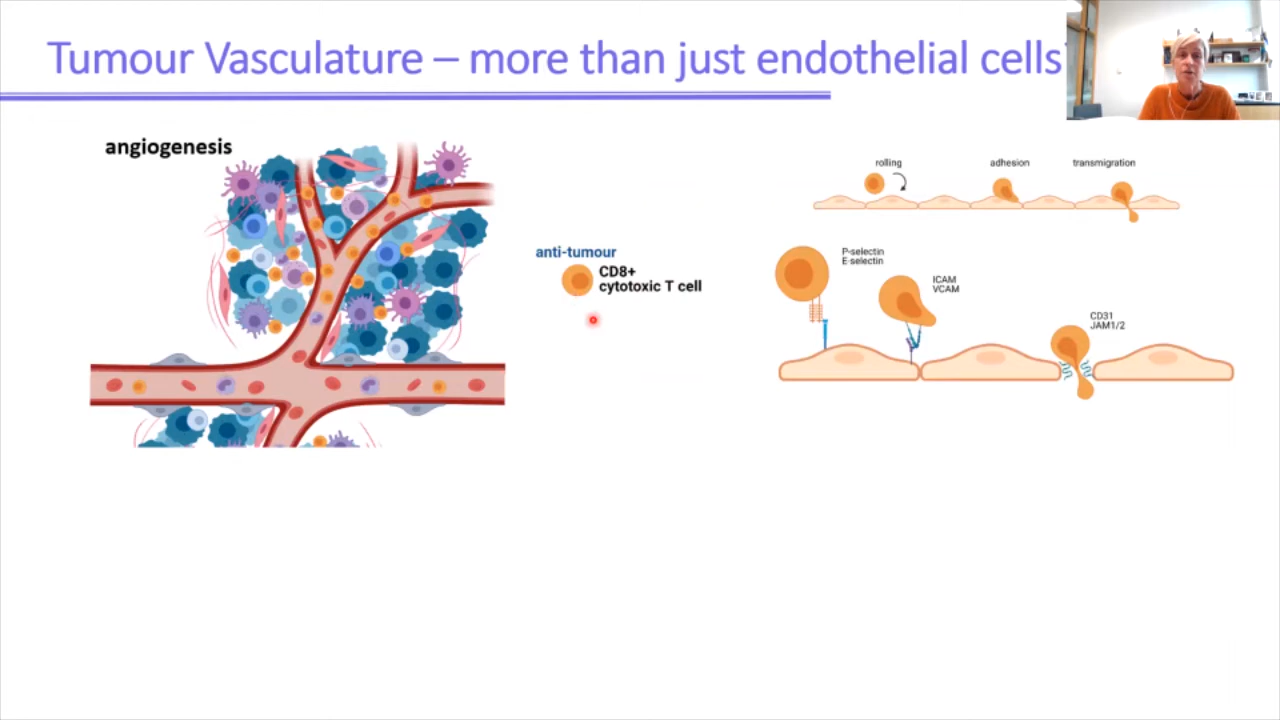 Tumour Vasculature – more than just endothelial cells
angiogenesis
anti-tumour
CD8+
cytotoxic T cell
rolling
adhesion
transmigration
P-selectin
E-selectin
ICAM
VCAM
CD31
JAM1/2